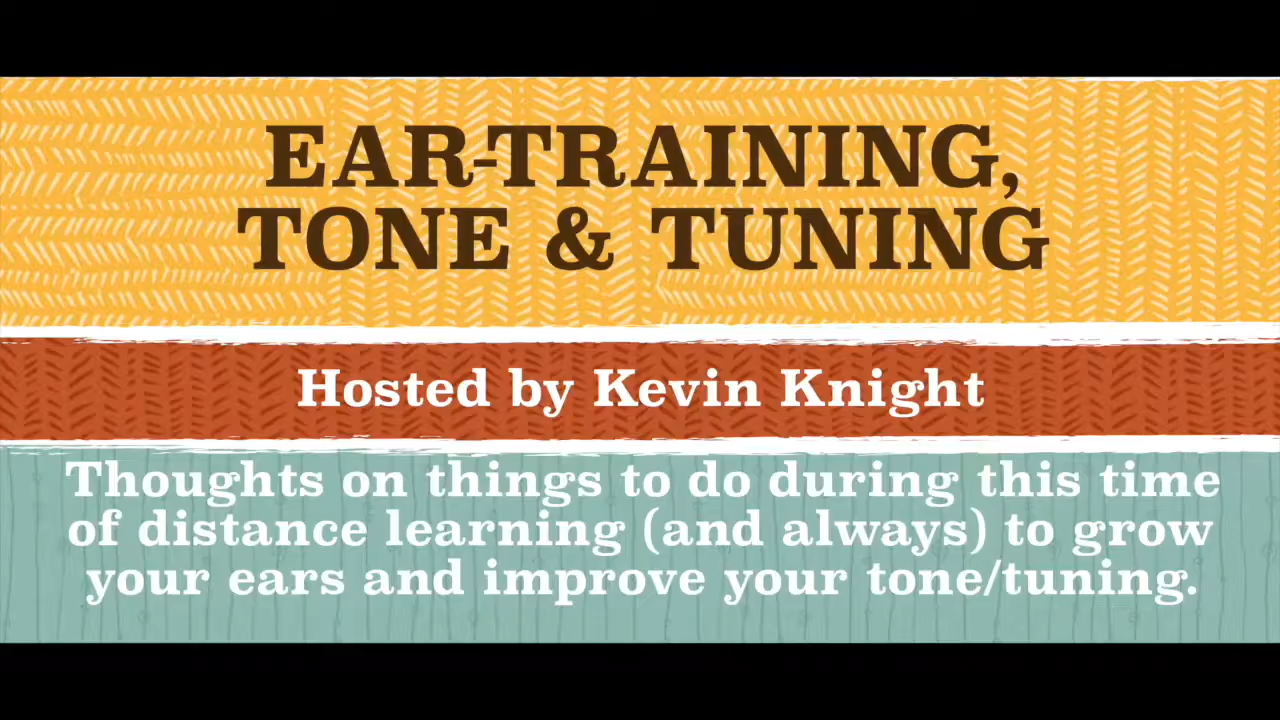 EAR-TRAINING,
TONE & TUNING
Hosted by Kevin Knight
Thoughts on things to do during this time
of distance learning (and always) to grow
your ears and improve your tone/tuning.